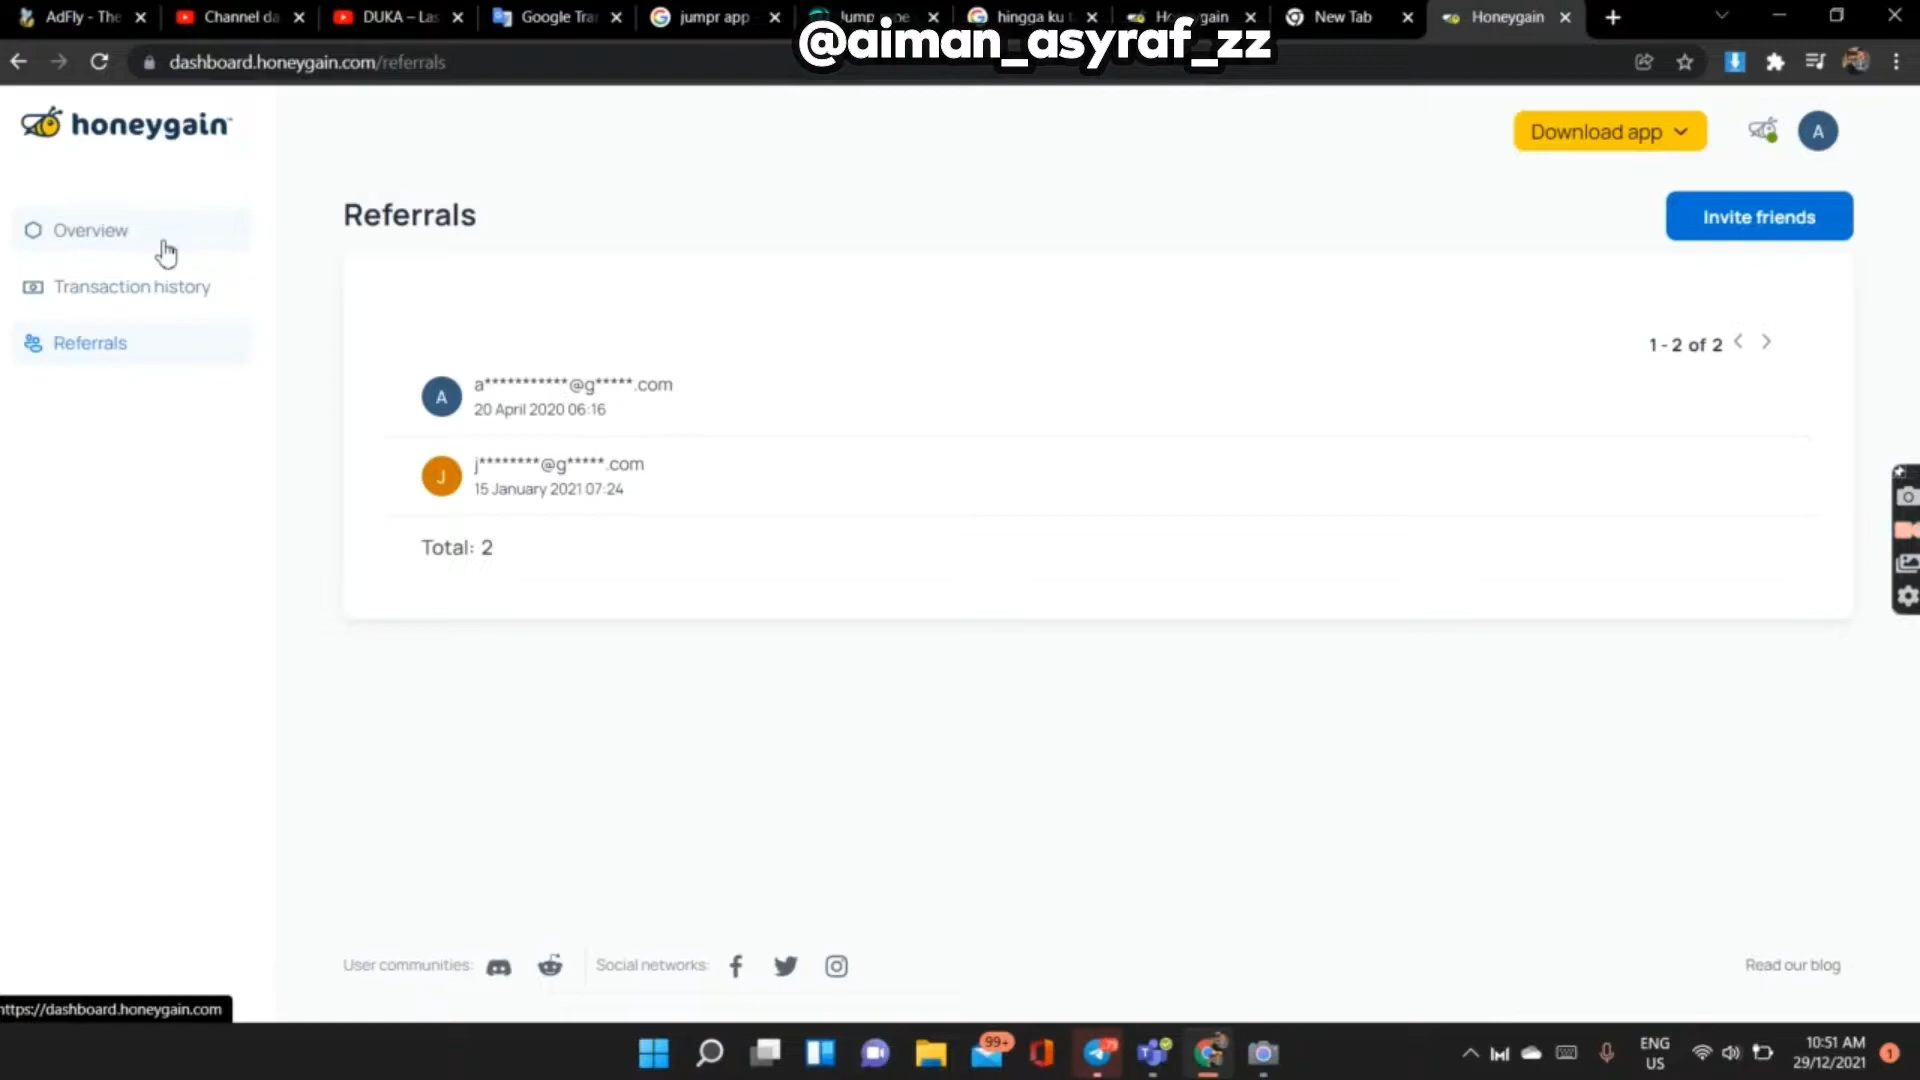 AdFly - The
Channel da
DUKA – Las
Google Tra
jumpr app
hingga ku t
New Tab
Honeygain
@aiman_asyraf_zz
dashboard.honeygain.com/referrals
honeygain
Download app
A
Overview
Transaction history
Referrals
Referrals
Invite friends
1 - 2 of 2
A
a***********@g*****.com
20 April 2020 06:16
J
j********@g*****.com
15 January 2021 07:24
Total: 2
User communities:
Social networks:
Read our blog
https://dashboard.honeygain.com
99+
ENG
US
10:51 AM
29/12/2021
1